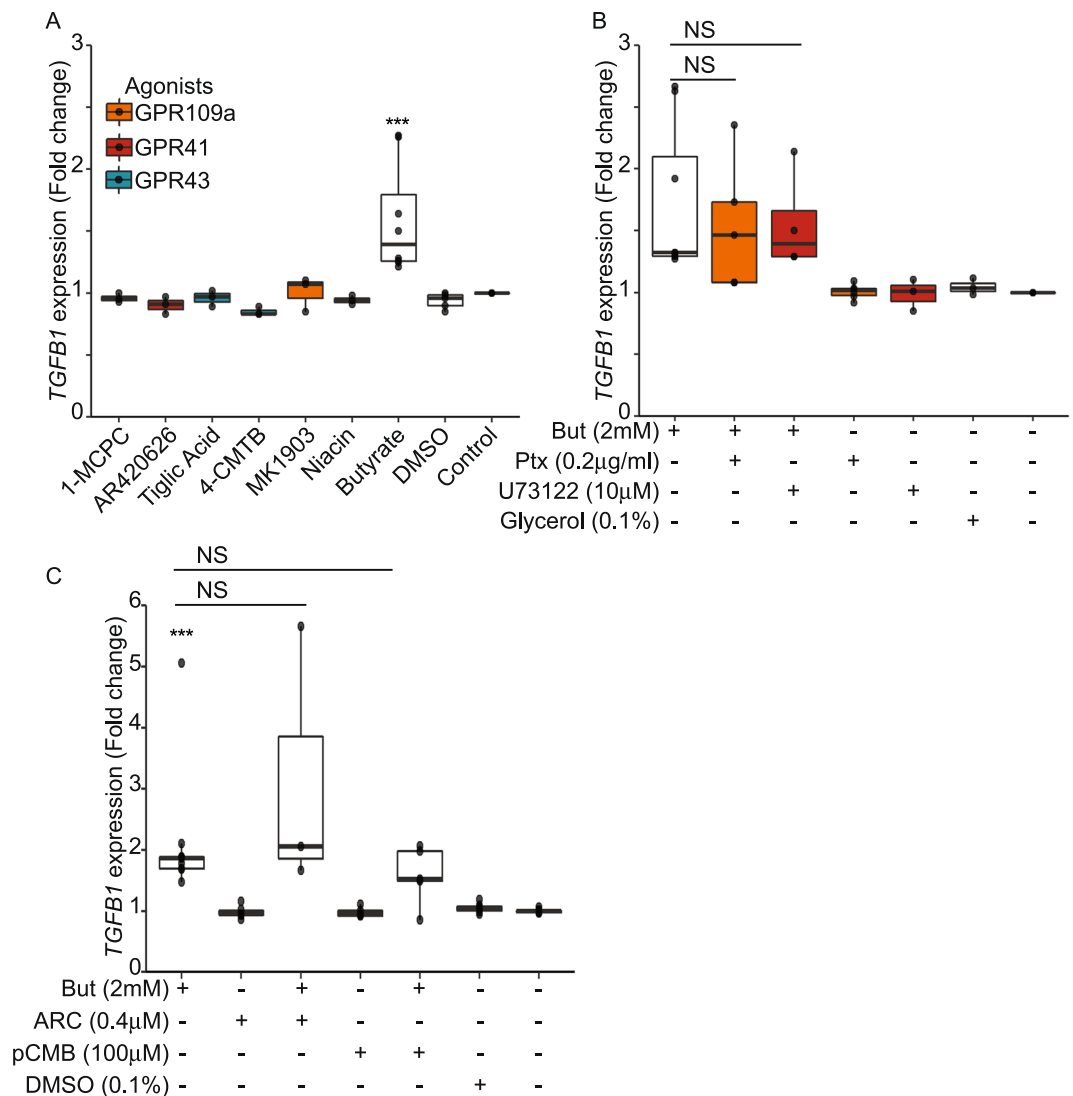 A
TGFB1 expression (Fold change)
3
2
1
0
Agonists
GPR109a
GPR41
GPR43
***
1-MCPC
AR420626
Tiglic Acid
4-CMTB
MK1903
Niacin
Butyrate
DMSO
Control
B
TGFB1 expression (Fold change)
3
2
1
0
NS
NS
But (2mM) + + + - - - -
Ptx (0.2μg/ml) - + - + - - -
U73122 (10μM) - - + - + - -
Glycerol (0.1%) - - - - - + -
C
TGFB1 expression (Fold change)
6
5
4
3
2
1
0
NS
NS
***
But (2mM) + - + - + - -
ARC (0.4μM) - + + - - - -
pCMB (100μM) - - - + + - -
DMSO (0.1%) - - - - - + -